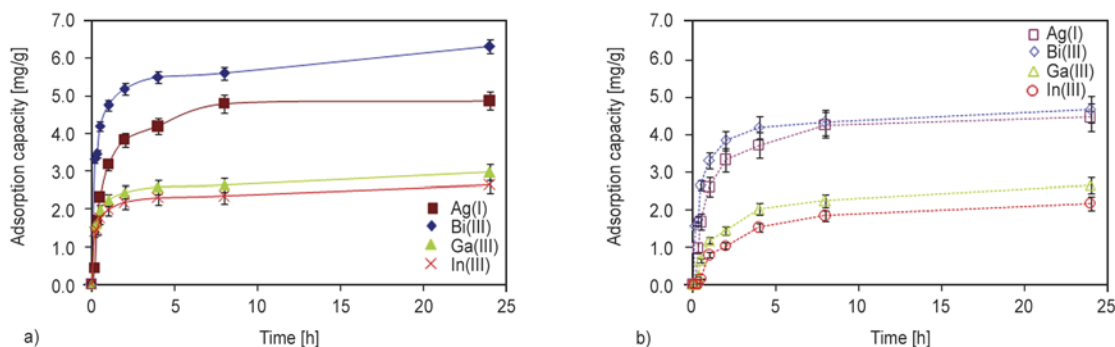 Adsorption capacity [mg/g]
7.0
6.0
5.0
4.0
3.0
2.0
1.0
0.0
Ag(I)
Bi(III)
Ga(III)
In(III)
0
5
10
15
20
25
a)
Time [h]
Adsorption capacity [mg/g]
7.0
6.0
5.0
4.0
3.0
2.0
1.0
0.0
Ag(I)
Bi(III)
Ga(III)
In(III)
0
5
10
15
20
25
b)
Time [h]